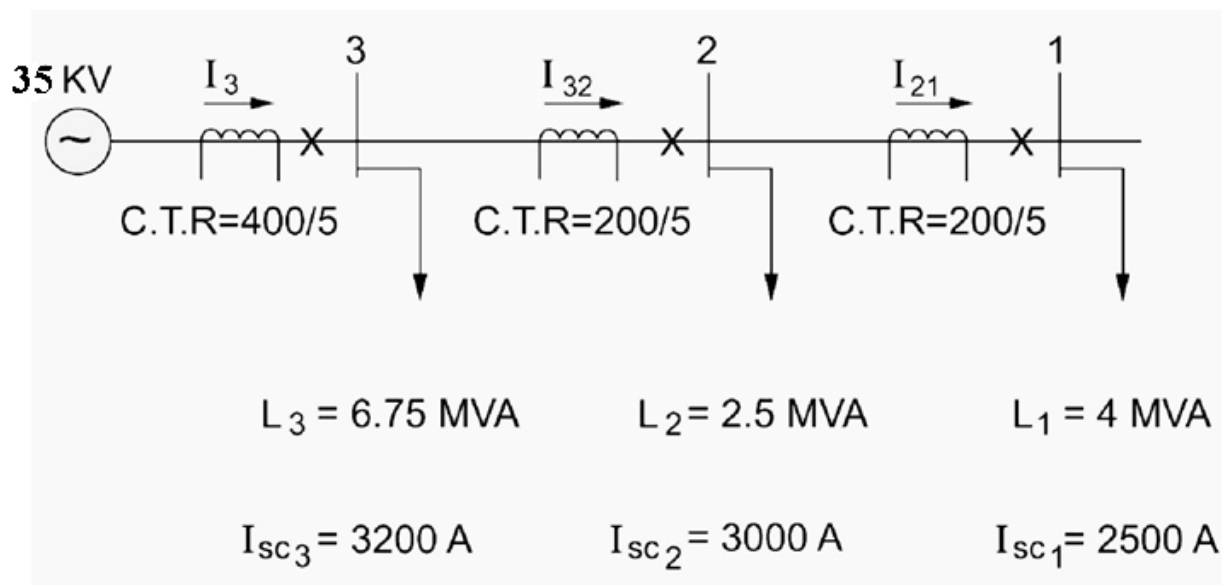 3 2 1
35 KV I3 I32 I21
~
C.T.R=400/5 C.T.R=200/5 C.T.R=200/5
L3 = 6.75 MVA L2= 2.5 MVA L1 = 4 MVA
Isc3= 3200 A Isc2= 3000 A Isc1= 2500 A